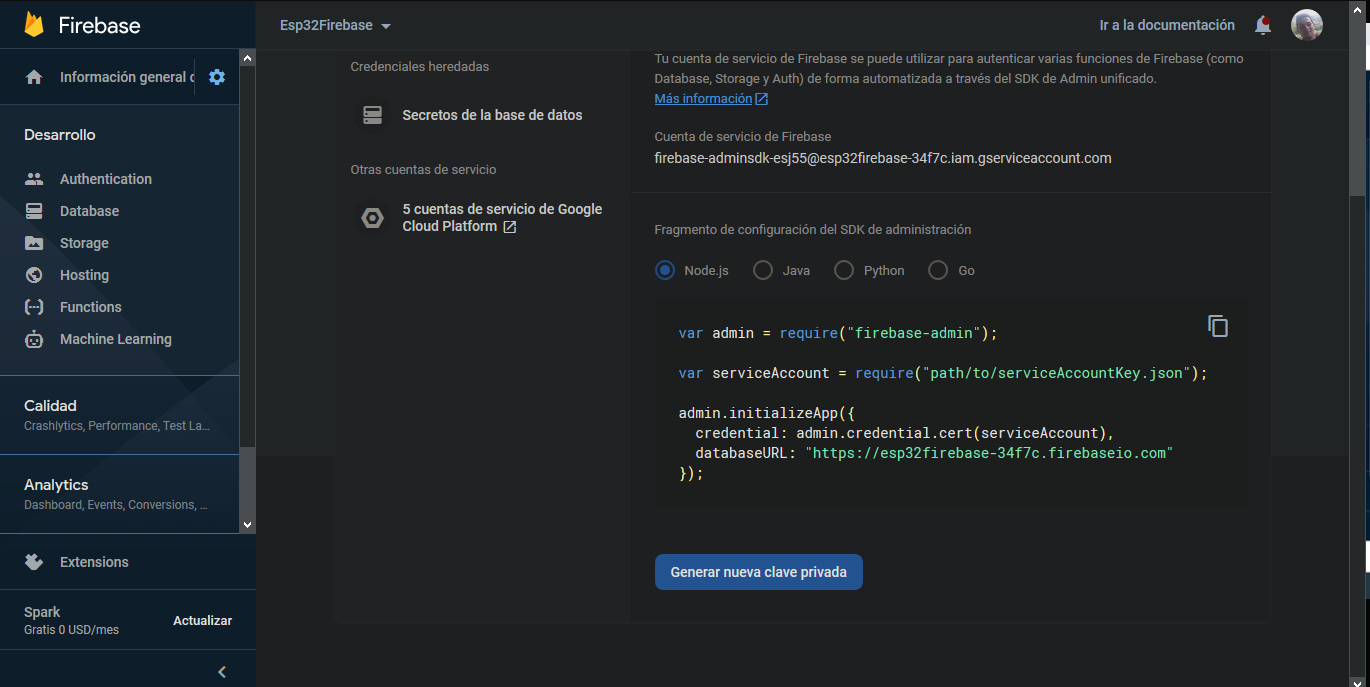 Firebase
Esp32Firebase
Ir a la documentación
Información general d
Desarrollo
Authentication
Database
Storage
Hosting
Functions
Machine Learning
Calidad
Crashlytics, Performance, Test La...
Analytics
Dashboard, Events, Conversions, ...
Extensions
Spark
Gratis 0 USD/mes
Actualizar
Credenciales heredadas
Secretos de la base de datos
Otras cuentas de servicio
5 cuentas de servicio de Google
Cloud Platform
Tu cuenta de servicio de Firebase se puede utilizar para autenticar varias funciones de Firebase (como
Database, Storage y Auth) de forma automatizada a través del SDK de Admin unificado.
Más información
Cuenta de servicio de Firebase
firebase-adminsdk-esj55@esp32firebase-34f7c.iam.gserviceaccount.com
Fragmento de configuración del SDK de administración
Node.js
Java
Python
Go
var admin = require("firebase-admin");
var serviceAccount = require("path/to/serviceAccountKey.json");
admin.initializeApp({
credential: admin.credential.cert(serviceAccount),
databaseURL: "https://esp32firebase-34f7c.firebaseio.com"
});
Generar nueva clave privada